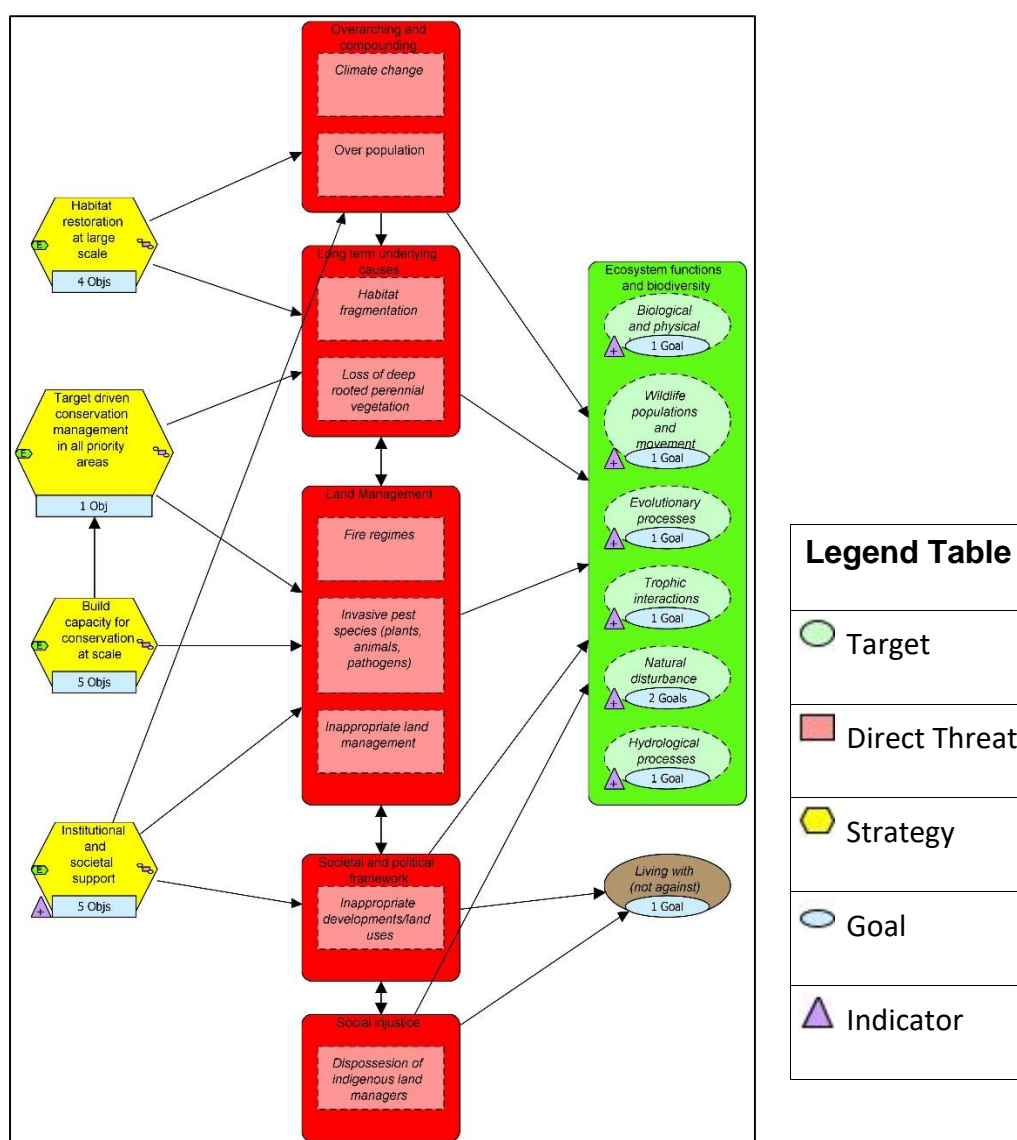 Overarching and
compounding
Climate change
Over population
Habitat
restoration
at large
scale
E
4 Objs
Long term underlying
causes
Habitat
fragmentation
Loss of deep
rooted perennial
vegetation
Target driven
conservation
management
in all priority
areas
E
1 Obj
Land Management
Fire regimes
Invasive pest
species (plants,
animals,
pathogens)
Inappropriate land
management
Build
capacity for
conservation
at scale
E
5 Objs
Institutional
and
societal
support
E
5 Objs
Societal and political
framework
Inappropriate
developments/land
uses
Social injustice
Dispossesion of
indigenous land
managers
Ecosystem functions
and biodiversity
Biological
and physical
1 Goal
Wildlife
populations
and
movement
1 Goal
Evolutionary
processes
1 Goal
Trophic
interactions
1 Goal
Natural
disturbance
2 Goals
Hydrological
processes
1 Goal
Living with
(not against)
1 Goal
Legend Table
Target
Direct Threat
Strategy
Goal
Indicator